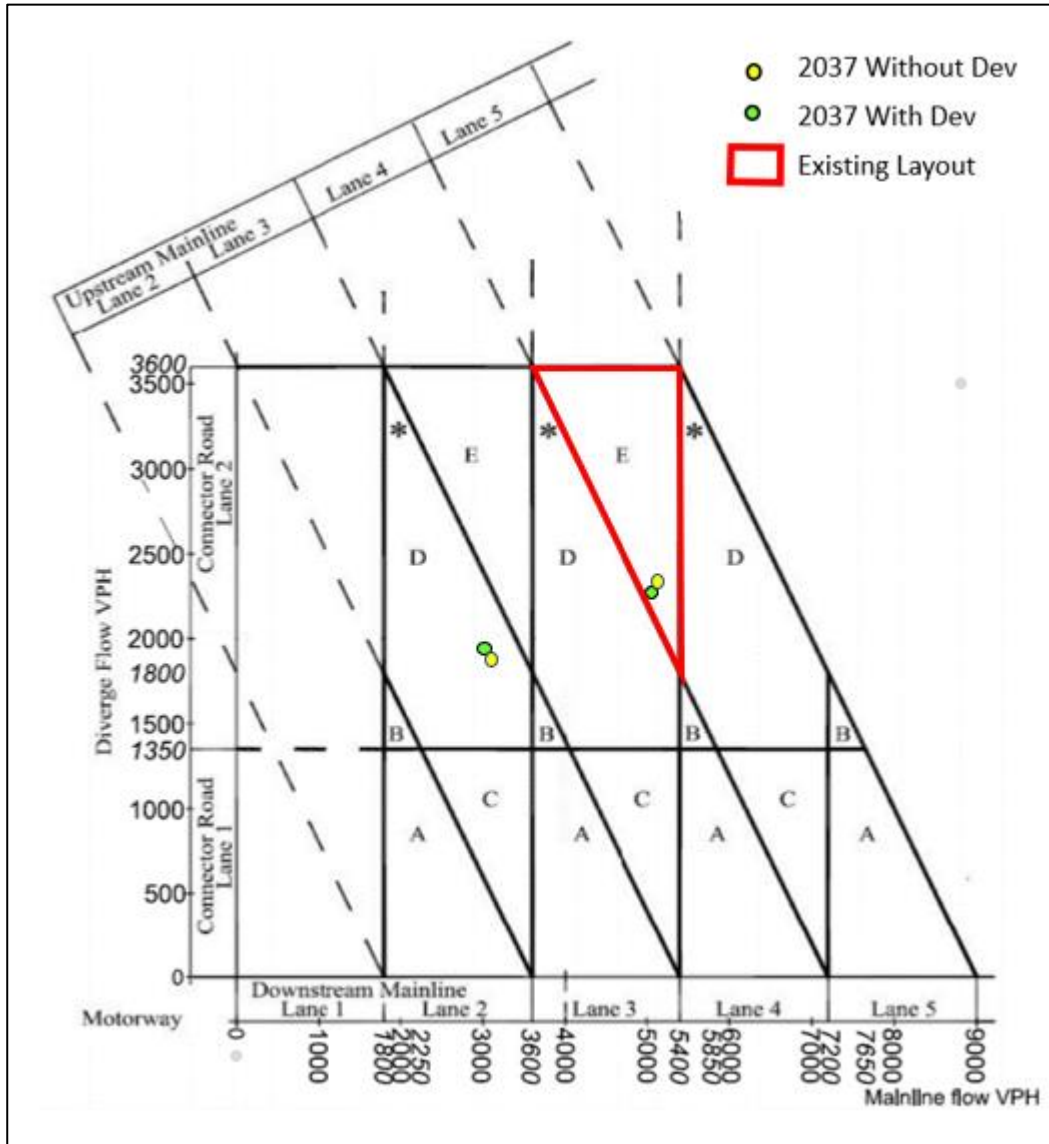 2037 Without Dev
2037 With Dev
Existing Layout
Upstream Mainline
Lane 2
Lane 3
Lane 4
Lane 5
Diverge Flow VPH
Connector Road
Lane 2
Connector Road
Lane 1
3600
3500
3000
2500
2000
1800
1500
1350
1000
500
0
*
*
*
E
E
D
D
D
B
B
B
B
C
C
C
A
A
A
A
Downstream Mainline
Lane 1
Lane 2
Lane 3
Lane 4
Lane 5
Motorway
0
1000
1800
2000
2250
3000
3600
4000
5000
5400
5850
6000
7000
7200
7650
8000
9000
Mainline flow VPH